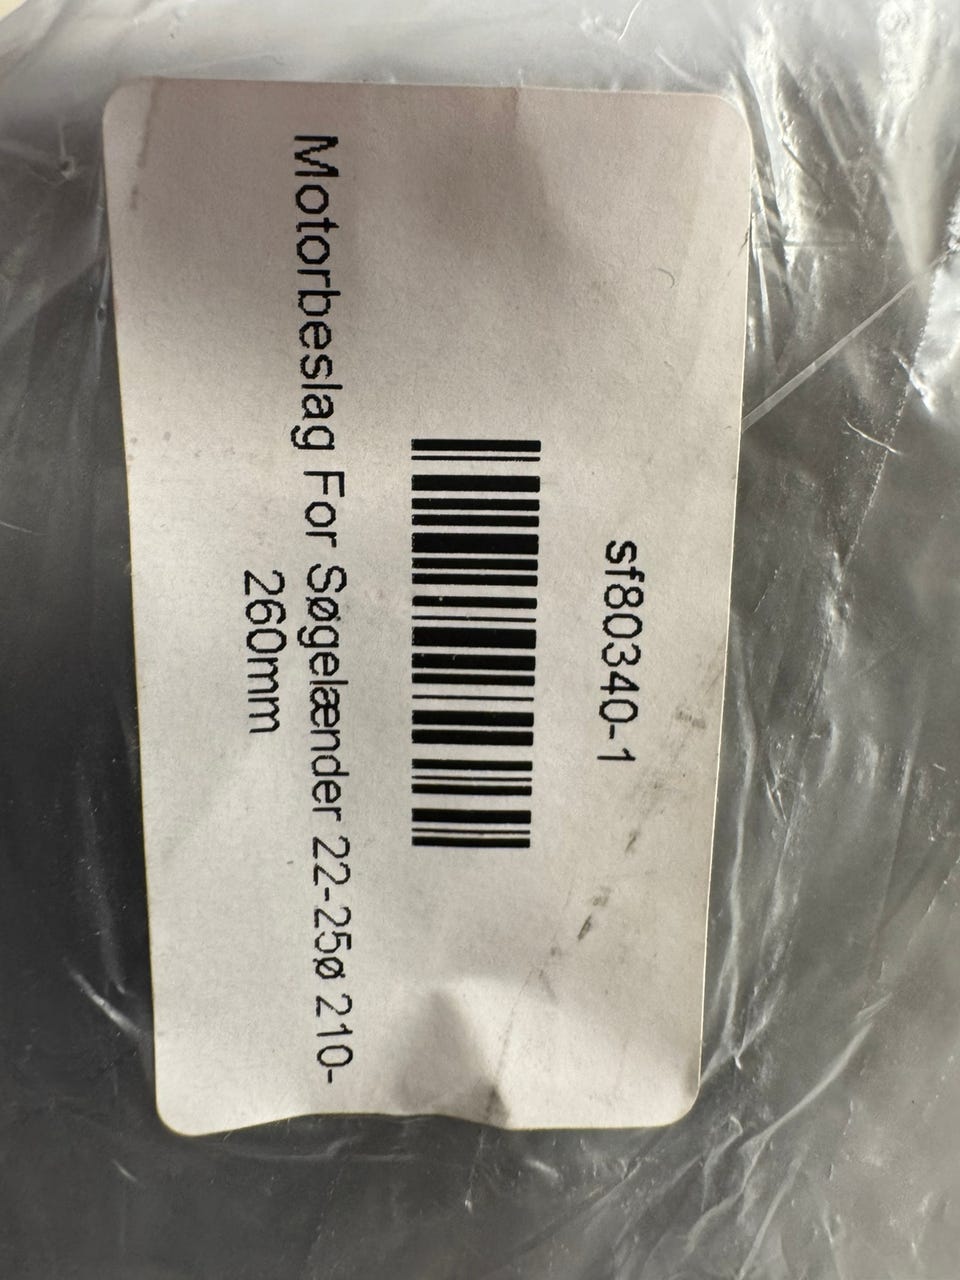 sf80340-1
Motorbeslag For Søgelænder 22-25ø 210-
260mm